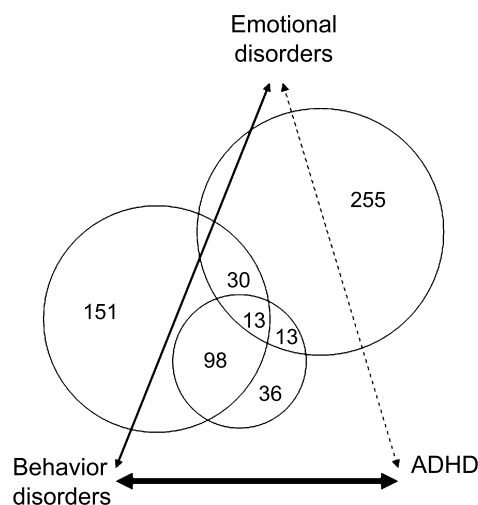 Emotional
disorders
255
30
151
13
13
98
36
Behavior
disorders
ADHD